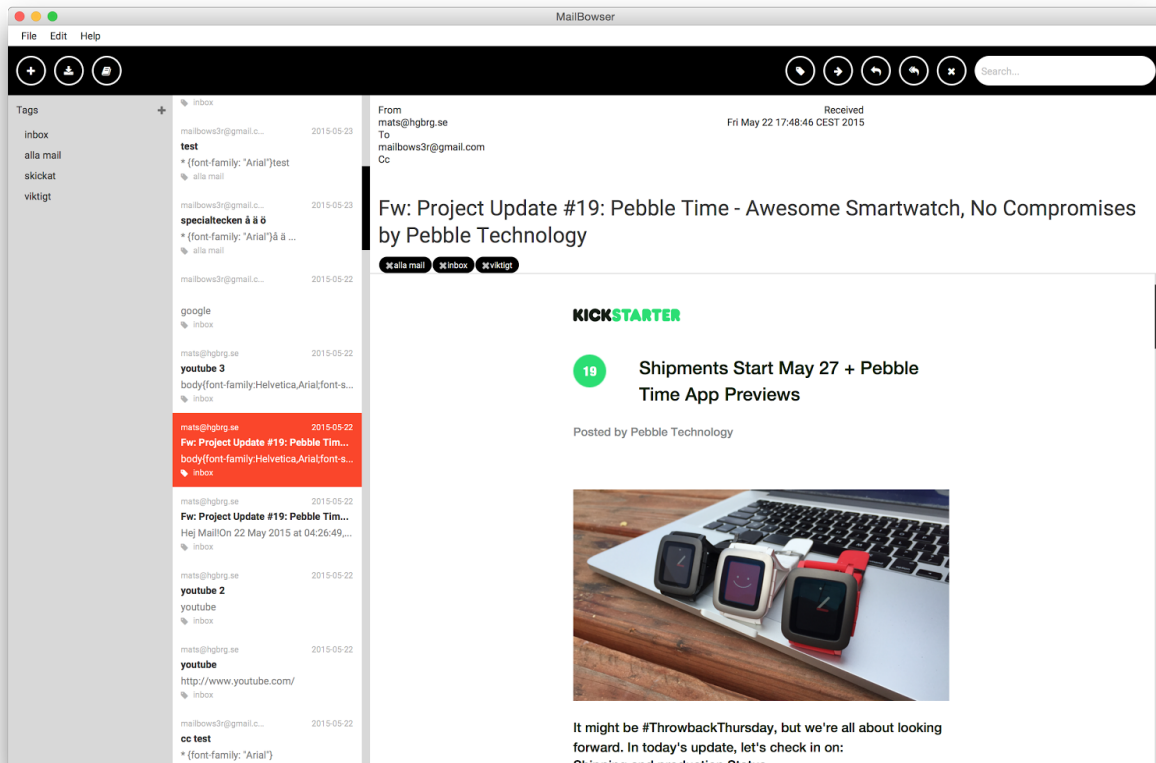 MailBowser
File Edit Help
Search...
Tags
inbox
alla mail
skickat
viktigt
inbox
mailbows3r@gmail.c... 2015-05-23
test
* {font-family: "Arial"}test
alla mail
mailbows3r@gmail.c... 2015-05-23
specialtecken å ä ö
* {font-family: "Arial"}å ä ...
alla mail
mailbows3r@gmail.c... 2015-05-22
google
inbox
mats@hgbrg.se 2015-05-22
youtube 3
body{font-family:Helvetica,Arial;font-s...
inbox
mats@hgbrg.se 2015-05-22
Fw: Project Update #19: Pebble Tim...
body{font-family:Helvetica,Arial;font-s...
inbox
mats@hgbrg.se 2015-05-22
Fw: Project Update #19: Pebble Tim...
Hej Mail!On 22 May 2015 at 04:26:49,...
inbox
mats@hgbrg.se 2015-05-22
youtube 2
youtube
inbox
mats@hgbrg.se 2015-05-22
youtube
http://www.youtube.com/
inbox
mailbows3r@gmail.c... 2015-05-22
cc test
* {font-family: "Arial"}
From
mats@hgbrg.se
To
mailbows3r@gmail.com
Cc
Received
Fri May 22 17:48:46 CEST 2015
Fw: Project Update #19: Pebble Time - Awesome Smartwatch, No Compromises
by Pebble Technology
alla mail inbox viktigt
KICKSTARTER
19
Shipments Start May 27 + Pebble
Time App Previews
Posted by Pebble Technology
It might be #ThrowbackThursday, but we're all about looking
forward. In today's update, let's check in on:
Shipping and production Status